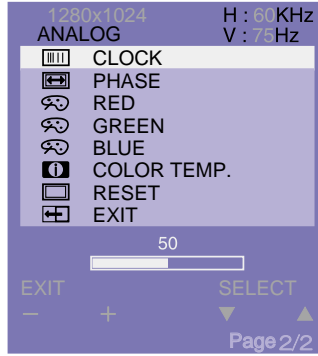 1280x1024 H : 60KHz
ANALOG V : 75Hz
CLOCK
PHASE
RED
GREEN
BLUE
COLOR TEMP.
RESET
EXIT
50
EXIT SELECT
− + ▼ ▲
Page 2/2